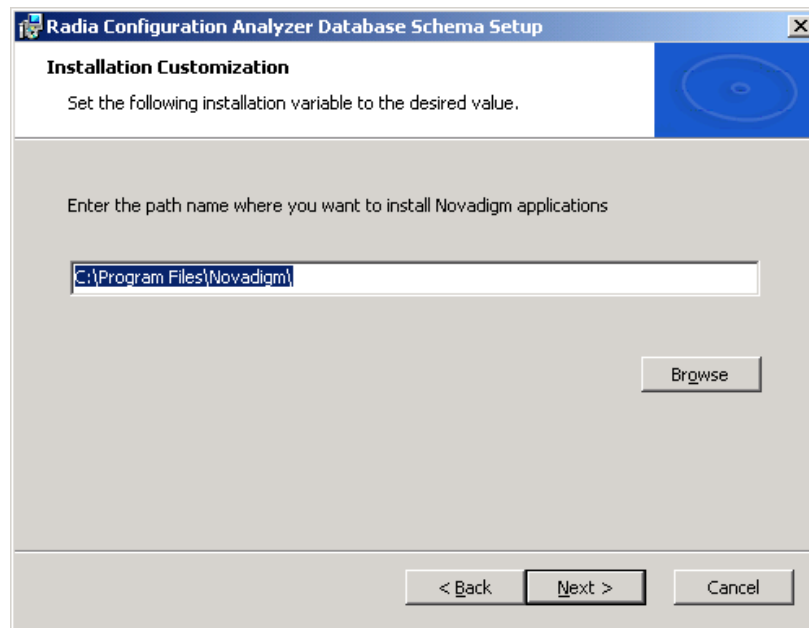 Radia Configuration Analyzer Database Schema Setup
Installation Customization
Set the following installation variable to the desired value.
Enter the path name where you want to install Novadigm applications
C:\Program Files\Novadigm\
Browse
< Back
Next >
Cancel